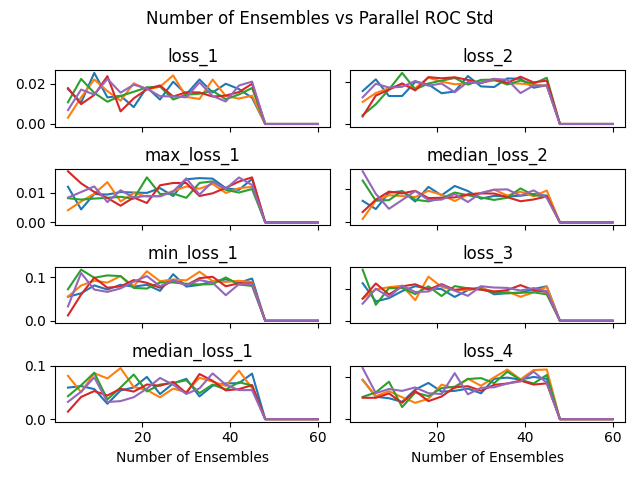 Number of Ensembles vs Parallel ROC Std
loss_1
loss_2
0.02
0.00
max_loss_1
median_loss_2
0.01
0.00
min_loss_1
loss_3
0.1
0.0
median_loss_1
loss_4
0.1
0.0
20
40
60
20
40
60
Number of Ensembles
Number of Ensembles